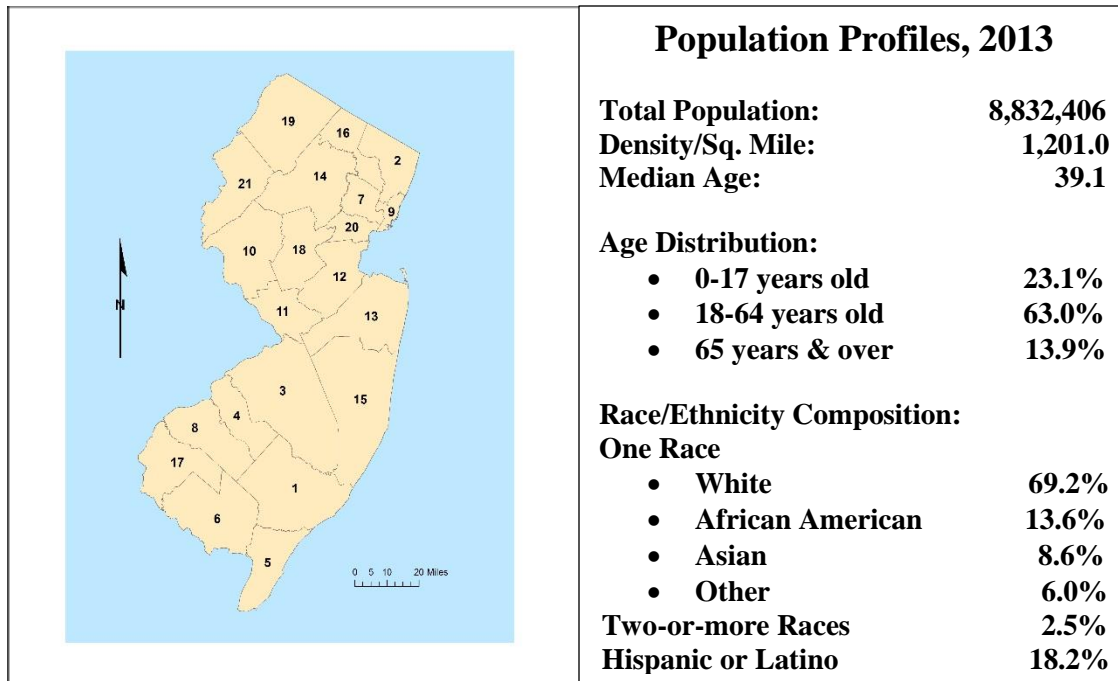 19
16
2
14
21
7
9
20
10
18
12
N
11
13
3
15
4
8
17
1
6
5
0 5 10 20 Miles
Population Profiles, 2013
Total Population: 8,832,406
Density/Sq. Mile: 1,201.0
Median Age: 39.1
Age Distribution:
• 0-17 years old 23.1%
• 18-64 years old 63.0%
• 65 years & over 13.9%
Race/Ethnicity Composition:
One Race
• White 69.2%
• African American 13.6%
• Asian 8.6%
• Other 6.0%
Two-or-more Races 2.5%
Hispanic or Latino 18.2%